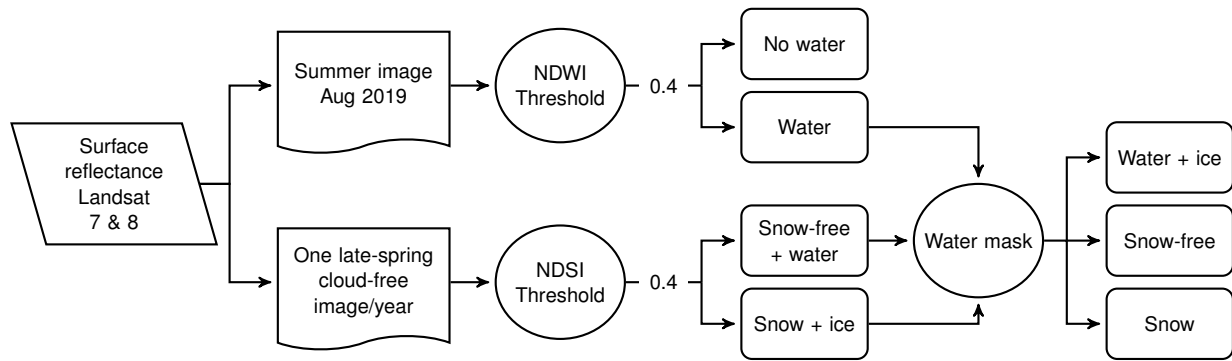 Surface
reflectance
Landsat
7 & 8
Summer image
Aug 2019
NDWI
Threshold
0.4
No water
Water
One late-spring
cloud-free
image/year
NDSI
Threshold
0.4
Snow-free
+ water
Snow + ice
Water mask
Water + ice
Snow-free
Snow